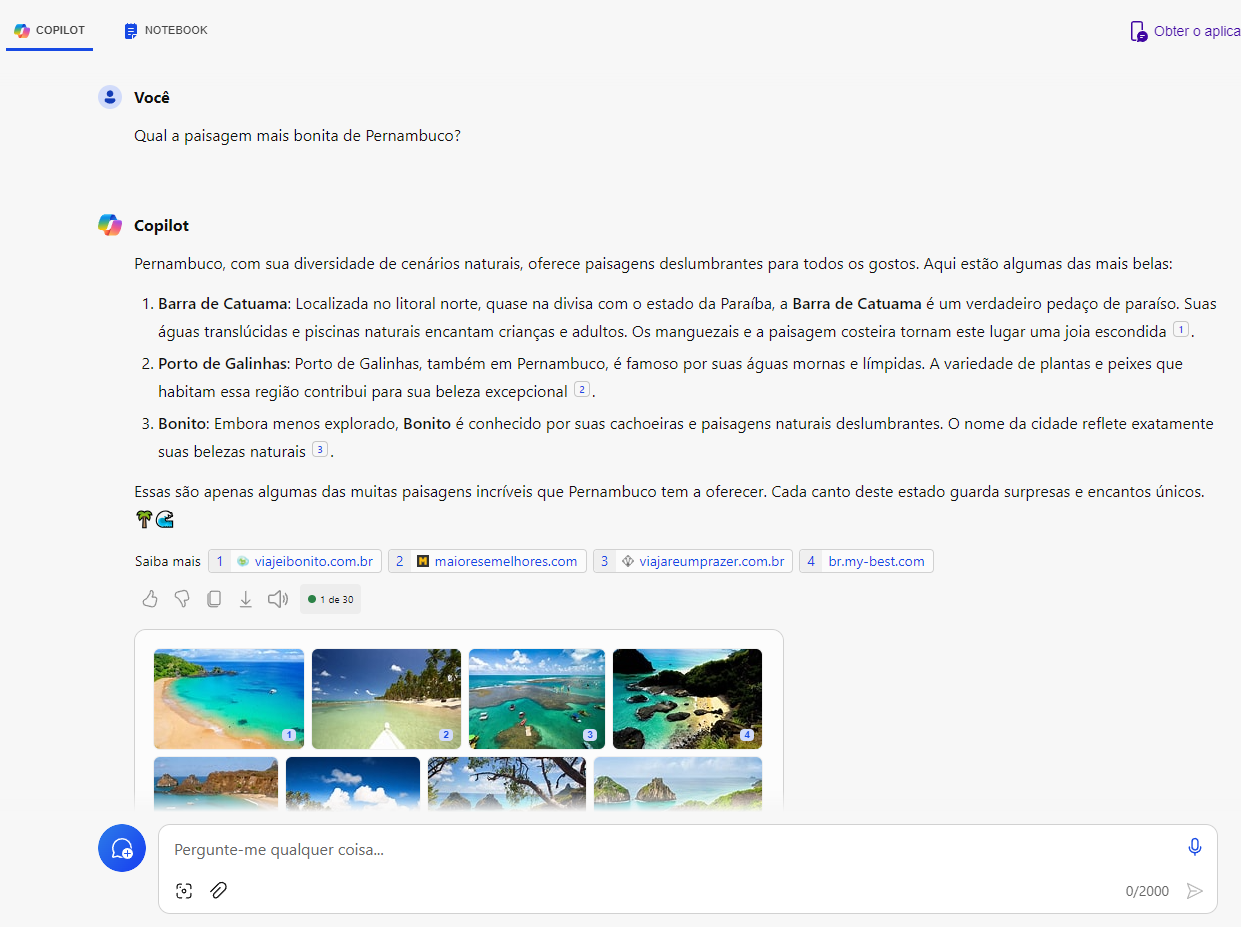 COPILOT
NOTEBOOK
Obter o aplica
Você
Qual a paisagem mais bonita de Pernambuco?
Copilot
Pernambuco, com sua diversidade de cenários naturais, oferece paisagens deslumbrantes para todos os gostos. Aqui estão algumas das mais belas:
1. Barra de Catuama: Localizada no litoral norte, quase na divisa com o estado da Paraíba, a Barra de Catuama é um verdadeiro pedaço de paraíso. Suas
águas translúcidas e piscinas naturais encantam crianças e adultos. Os manguezais e a paisagem costeira tornam este lugar uma joia escondida 1.
2. Porto de Galinhas: Porto de Galinhas, também em Pernambuco, é famoso por suas águas mornas e límpidas. A variedade de plantas e peixes que
habitam essa região contribui para sua beleza excepcional 2.
3. Bonito: Embora menos explorado, Bonito é conhecido por suas cachoeiras e paisagens naturais deslumbrantes. O nome da cidade reflete exatamente
suas belezas naturais 3.
Essas são apenas algumas das muitas paisagens incríveis que Pernambuco tem a oferecer. Cada canto deste estado guarda surpresas e encantos únicos.
🌴🌊
Saiba mais 1 viajeibonito.com.br 2 maioresemelhores.com 3 viajareumprazer.com.br 4 br.my-best.com
1 de 30
1 2 3 4
Pergunte-me qualquer coisa...
0/2000